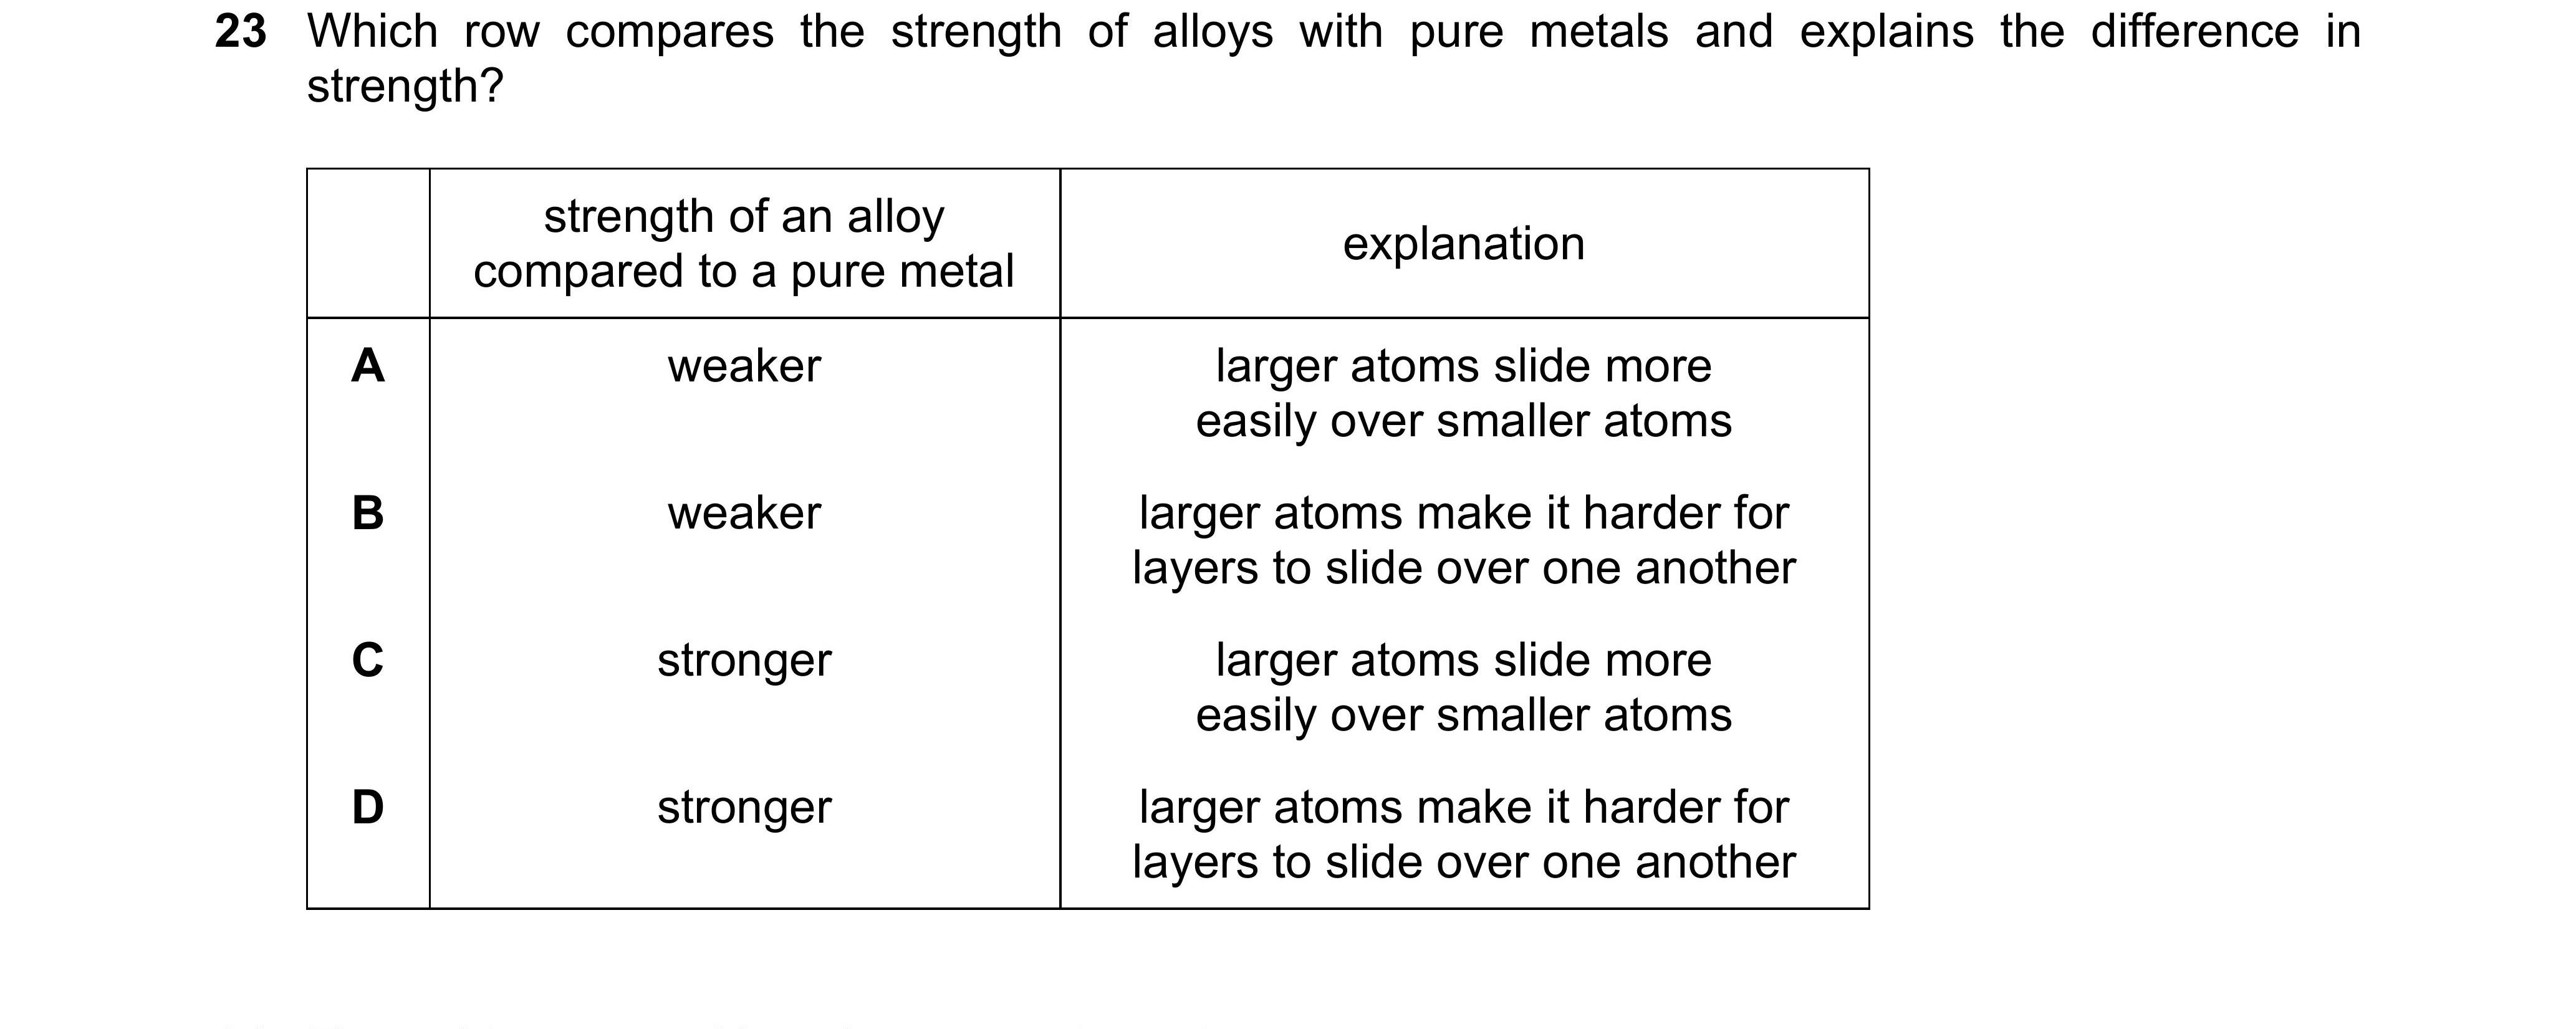 23 Which row compares the strength of alloys with pure metals and explains the difference in
strength?
strength of an alloy
compared to a pure metal
explanation
A weaker larger atoms slide more
easily over smaller atoms
B weaker larger atoms make it harder for
layers to slide over one another
C stronger larger atoms slide more
easily over smaller atoms
D stronger larger atoms make it harder for
layers to slide over one another